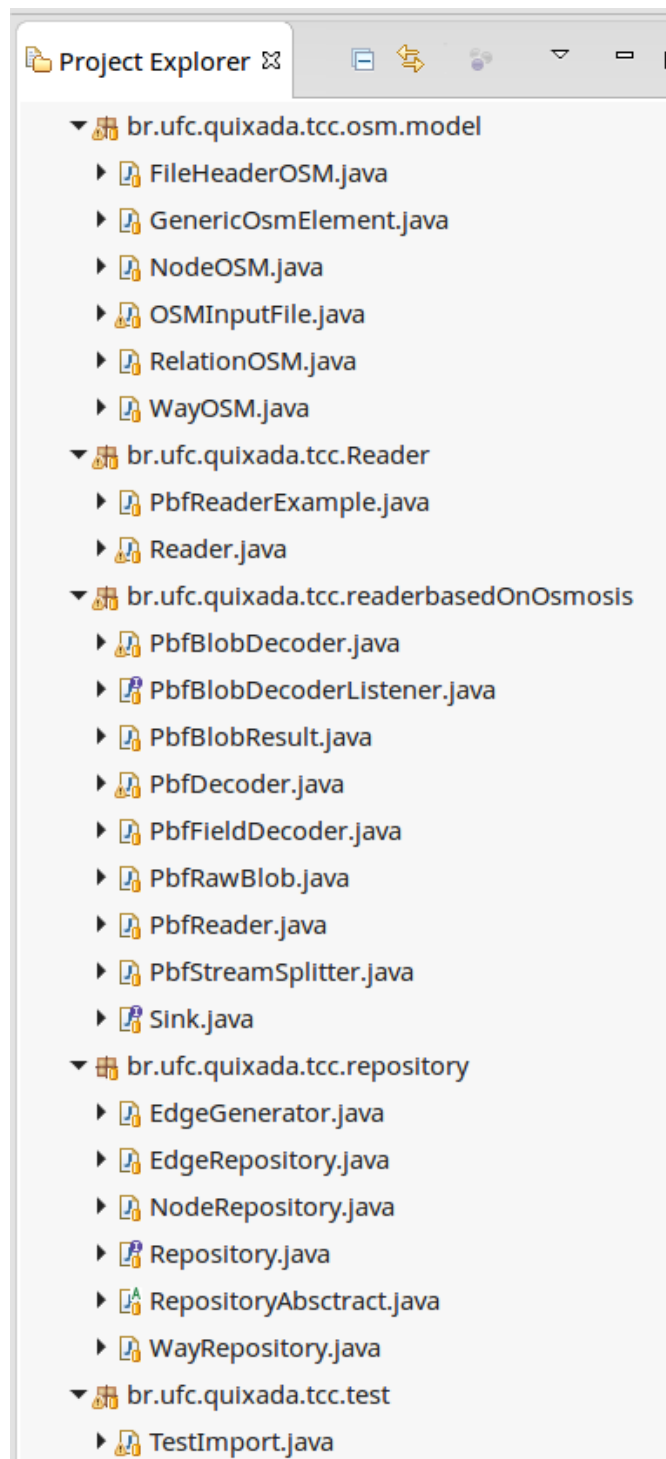 Project Explorer
br.ufc.quixada.tcc.osm.model
FileHeaderOSM.java
GenericOsmElement.java
NodeOSM.java
OSMInputFile.java
RelationOSM.java
WayOSM.java
br.ufc.quixada.tcc.Reader
PbfReaderExample.java
Reader.java
br.ufc.quixada.tcc.readerbasedOnOsmosis
PbfBlobDecoder.java
PbfBlobDecoderListener.java
PbfBlobResult.java
PbfDecoder.java
PbfFieldDecoder.java
PbfRawBlob.java
PbfReader.java
PbfStreamSplitter.java
Sink.java
br.ufc.quixada.tcc.repository
EdgeGenerator.java
EdgeRepository.java
NodeRepository.java
Repository.java
RepositoryAbsctract.java
WayRepository.java
br.ufc.quixada.tcc.test
TestImport.java